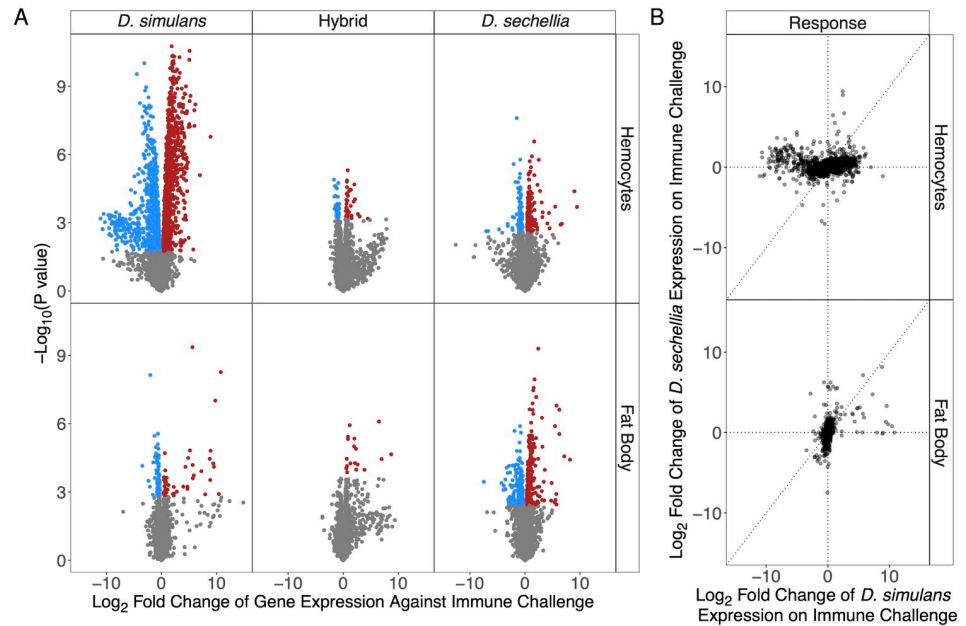 A
D. simulans
Hybrid
D. sechellia
−Log10(P value)
9
6
3
0
Hemocytes
9
6
3
0
Fat Body
−10 0 10 −10 0 10 −10 0 10
Log2 Fold Change of Gene Expression Against Immune Challenge
B
Response
Log2 Fold Change of D. sechellia Expression on Immune Challenge
10
0
−10
Hemocytes
10
0
−10
Fat Body
−10 0 10
Log2 Fold Change of D. simulans
Expression on Immune Challenge